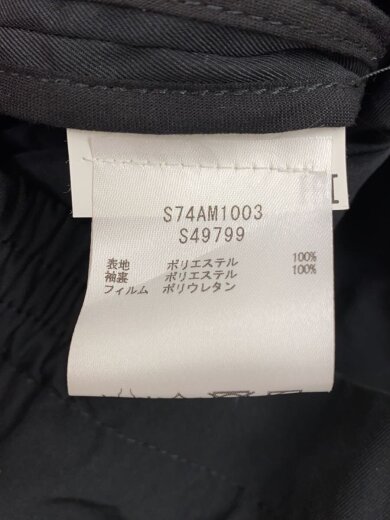 S74AM1003
S49799
表地 ポリエステル 100%
袖裏 ポリエステル 100%
フィルム ポリウレタン